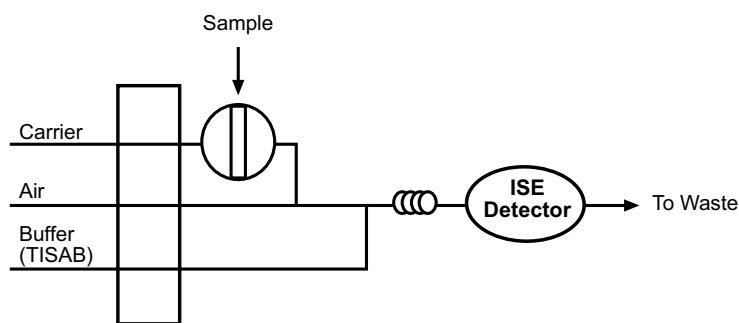 Sample
Carrier
Air
Buffer
(TISAB)
ISE
Detector
To Waste